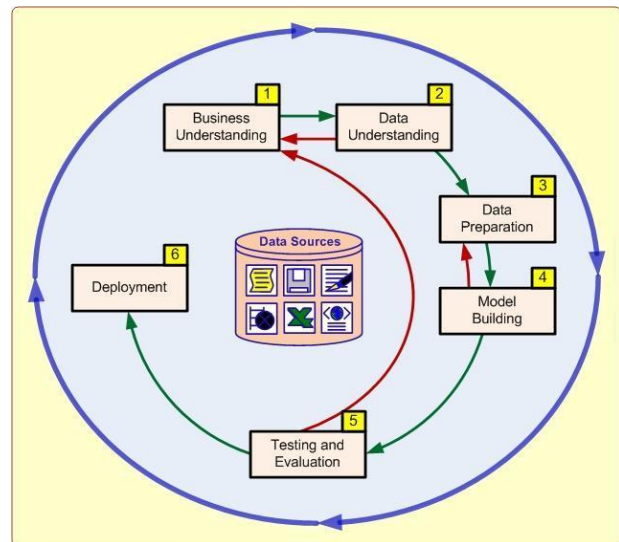 1
Business
Understanding
2
Data
Understanding
3
Data
Preparation
4
Model
Building
5
Testing and
Evaluation
6
Deployment
Data Sources